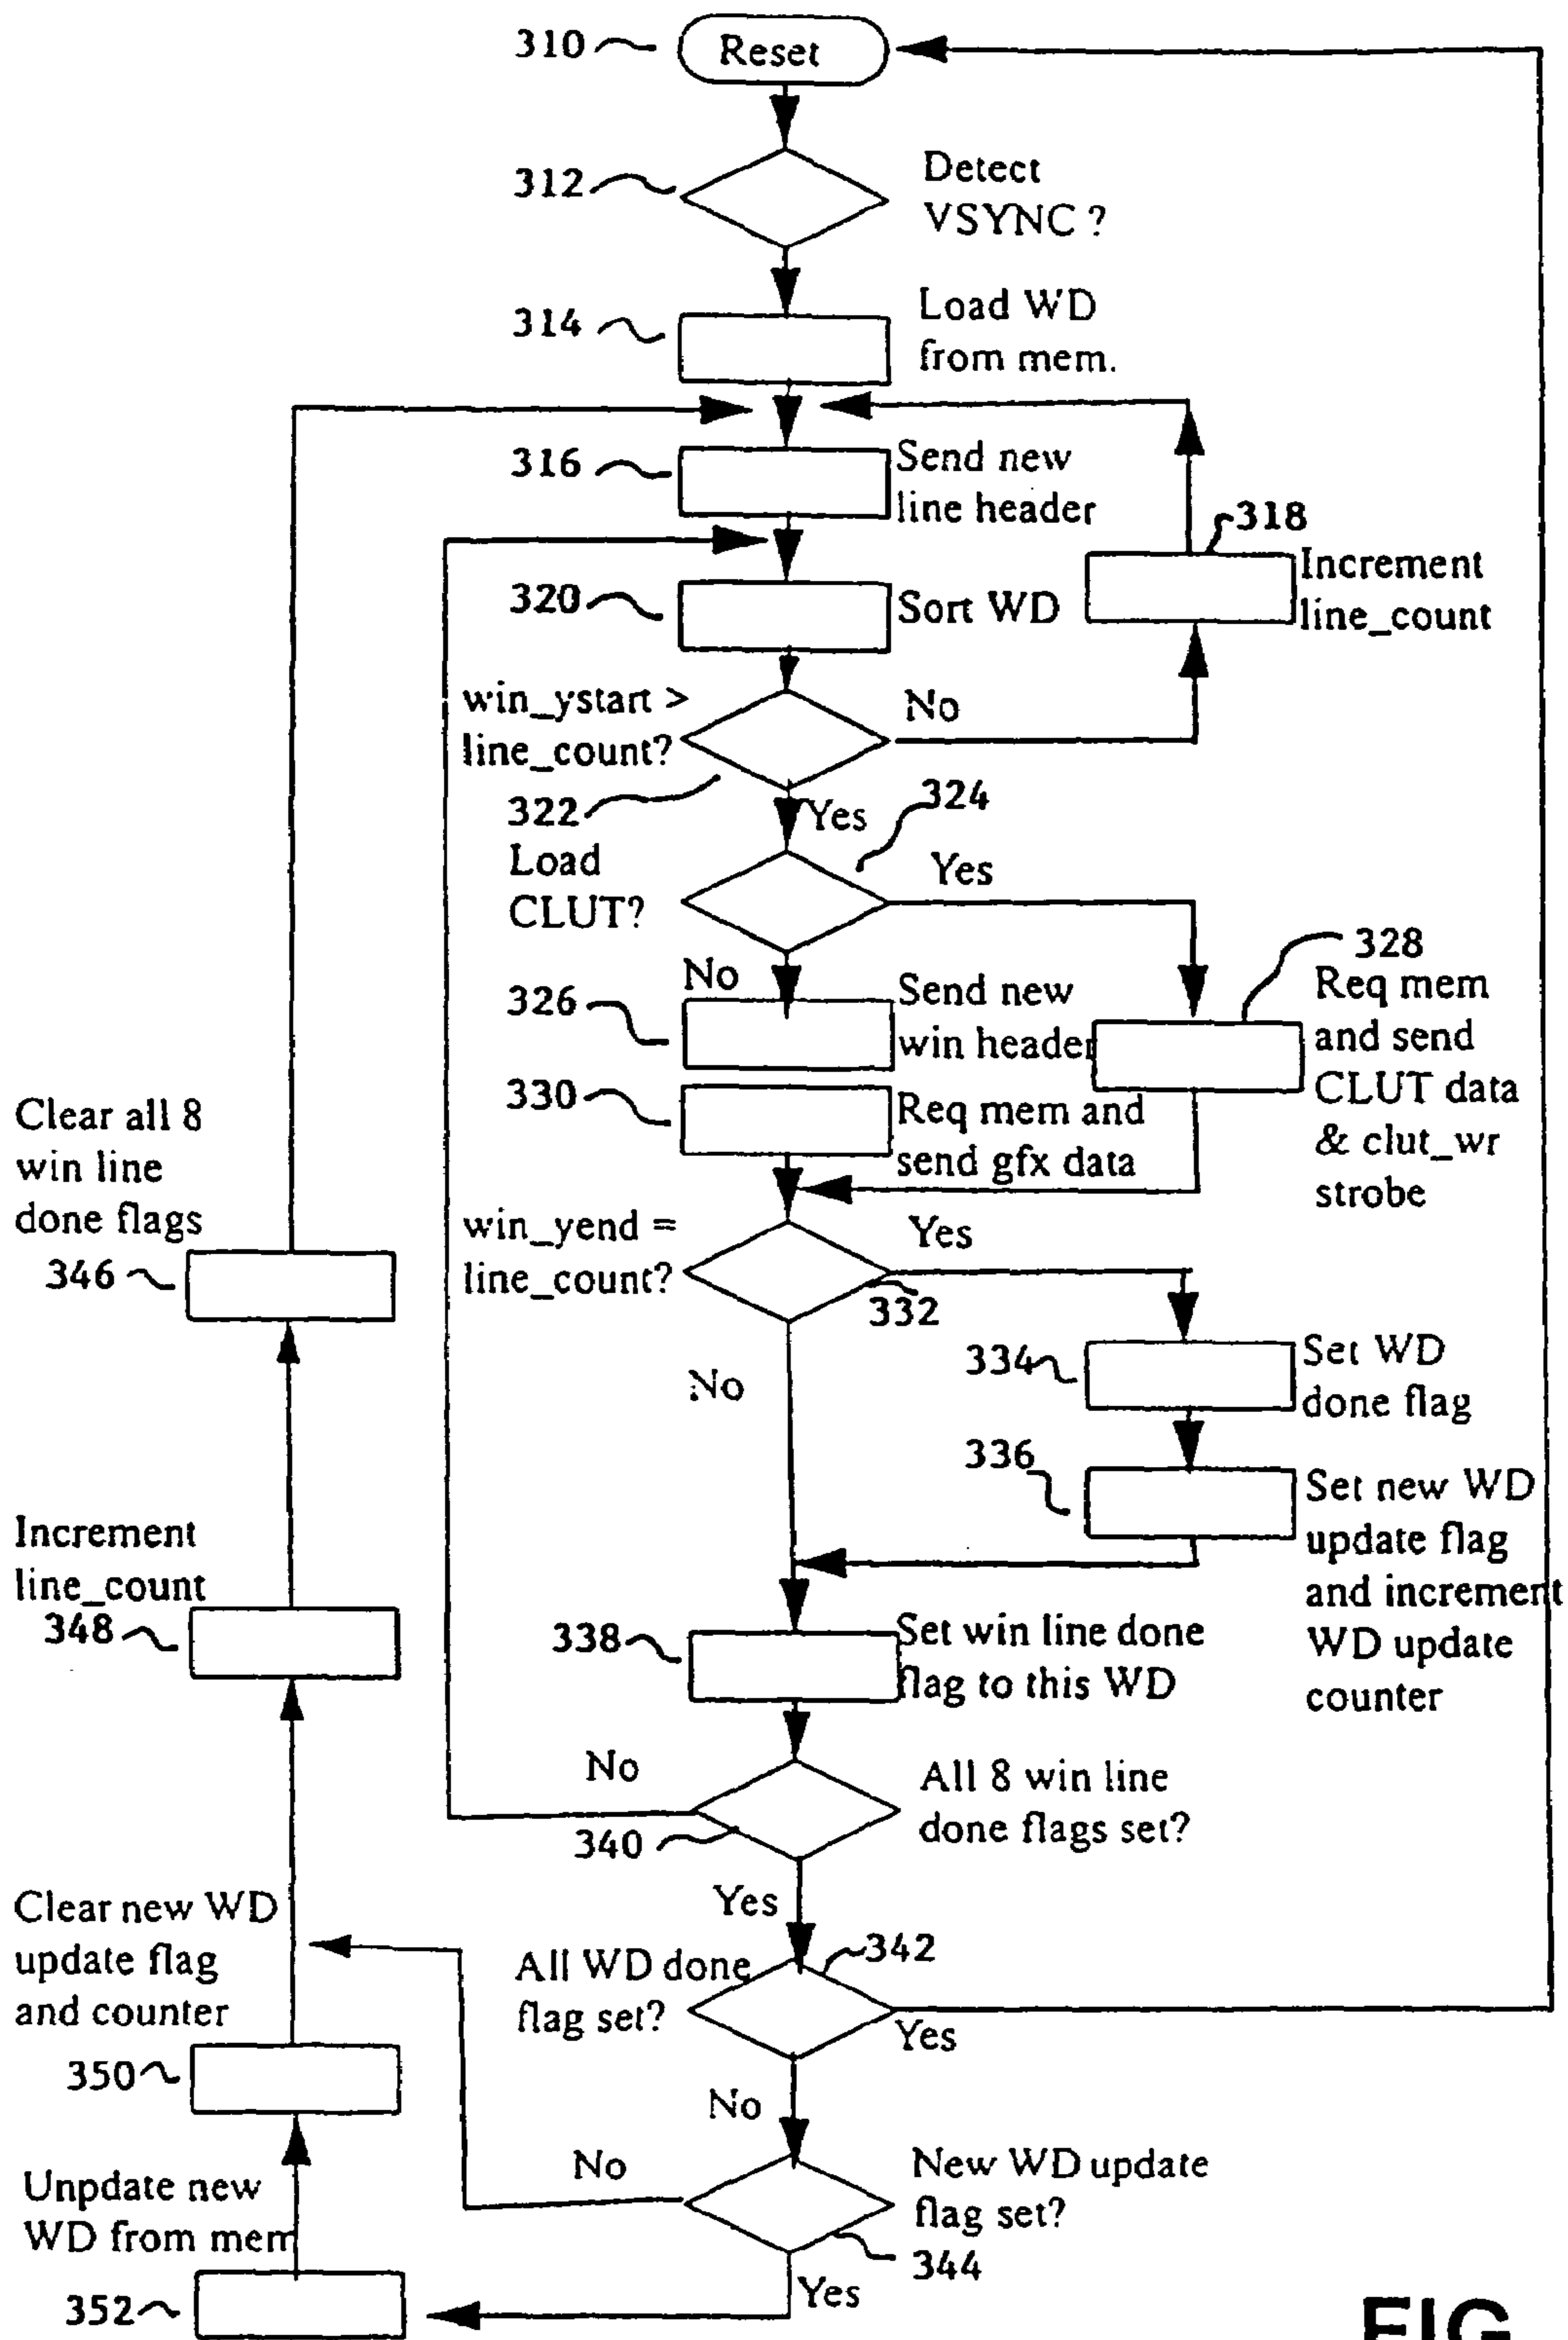 310
Reset
312
Detect
VSYNC ?
314
Load WD
from mem.
316
Send new
line header
318
Increment
line_count
320
Sort WD
win_ystart >
line_count?
No
322
Yes
324
Load
CLUT?
Yes
328
Req mem
and send
CLUT data
& clut_wr
strobe
No
326
Send new
win header
330
Req mem and
send gfx data
Clear all 8
win line
done flags
346
win_yend =
line_count?
Yes
332
334
Set WD
done flag
No
336
Set new WD
update flag
and increment
WD update
counter
Increment
line_count
348
338
Set win line done
flag to this WD
No
All 8 win line
done flags set?
340
Yes
Clear new WD
update flag
and counter
350
342
All WD done
flag set?
Yes
No
No
New WD update
flag set?
344
Unpdate new
WD from mem
352
Yes
FIG